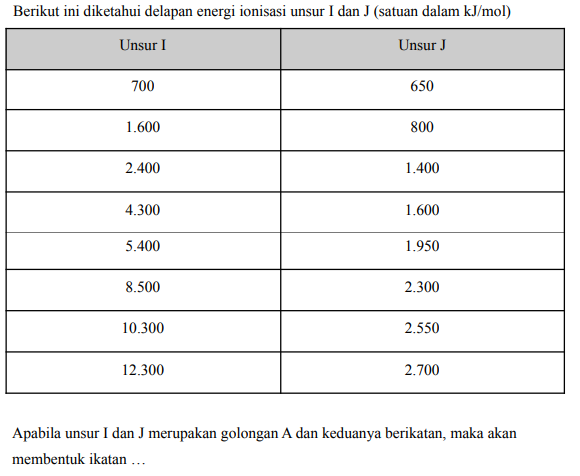 Berikut ini diketahui delapan energi ionisasi unsur I dan J (satuan dalam kJ/mol)
Unsur I Unsur J
700 650
1.600 800
2.400 1.400
4.300 1.600
5.400 1.950
8.500 2.300
10.300 2.550
12.300 2.700
Apabila unsur I dan J merupakan golongan A dan keduanya berikatan, maka akan
membentuk ikatan …